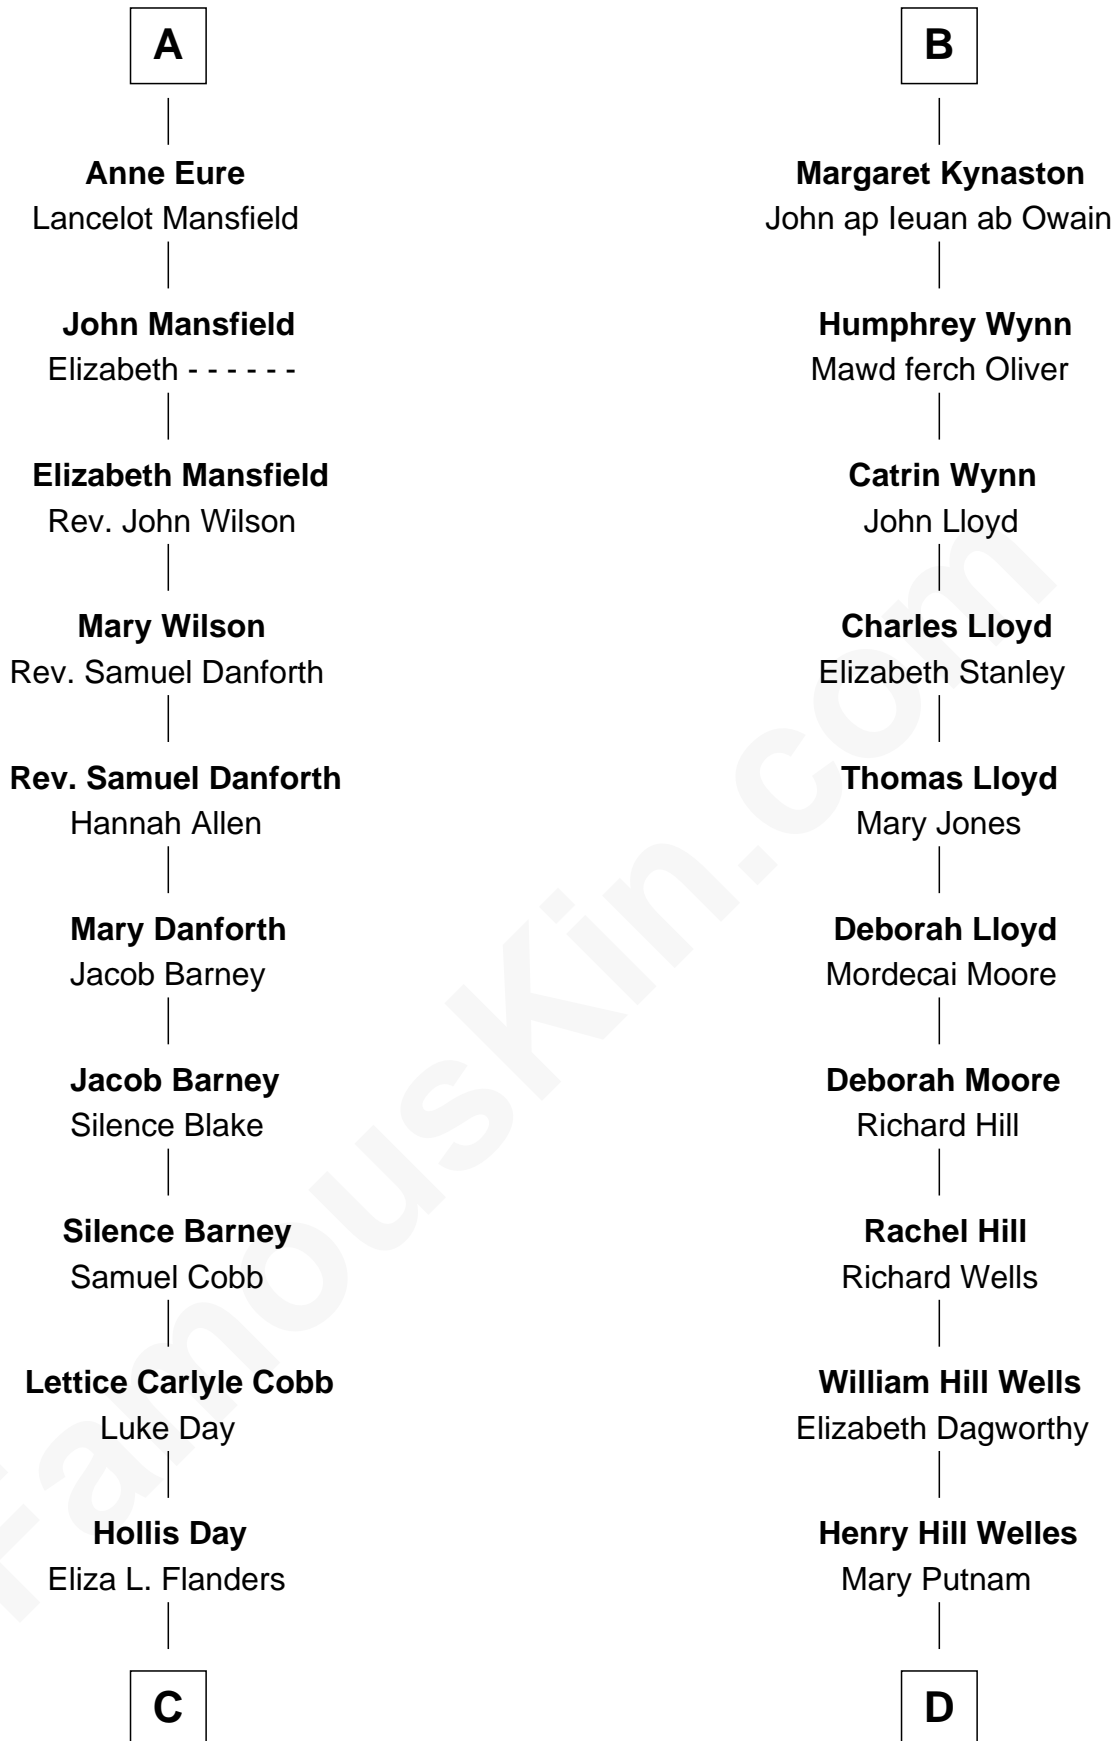 A
Anne Eure
Lancelot Mansfield
John Mansfield
Elizabeth - - - - - -
Elizabeth Mansfield
Rev. John Wilson
Mary Wilson
Rev. Samuel Danforth
Rev. Samuel Danforth
Hannah Allen
Mary Danforth
Jacob Barney
Jacob Barney
Silence Blake
Silence Barney
Samuel Cobb
Lettice Carlyle Cobb
Luke Day
Hollis Day
Eliza L. Flanders
C
B
Margaret Kynaston
John ap Ieuan ab Owain
Humphrey Wynn
Mawd ferch Oliver
Catrin Wynn
John Lloyd
Charles Lloyd
Elizabeth Stanley
Thomas Lloyd
Mary Jones
Deborah Lloyd
Mordecai Moore
Deborah Moore
Richard Hill
Rachel Hill
Richard Wells
William Hill Wells
Elizabeth Dagworthy
Henry Hill Welles
Mary Putnam
D
FamousKin.com